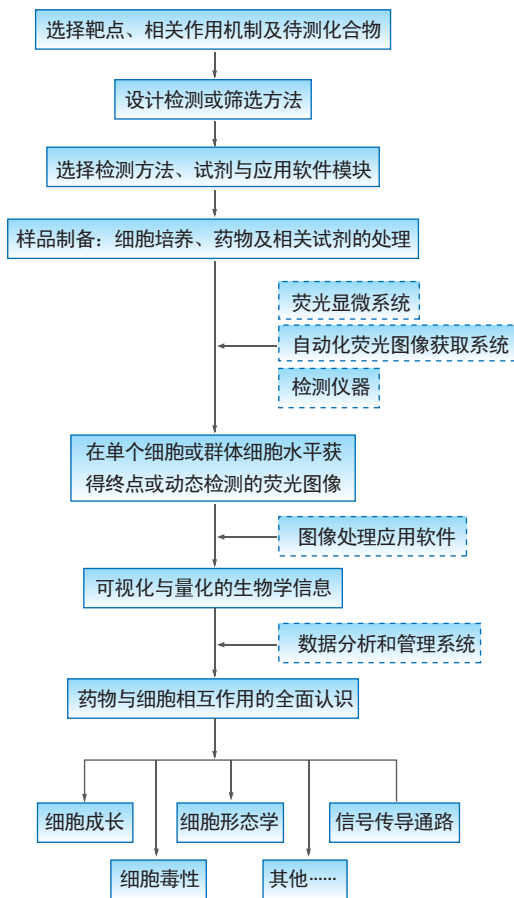 选择靶点、相关作用机制及待测化合物
设计检测或筛选方法
选择检测方法、试剂与应用软件模块
样品制备：细胞培养、药物及相关试剂的处理
荧光显微系统
自动化荧光图像获取系统
检测仪器
在单个细胞或群体细胞水平获
得终点或动态检测的荧光图像
图像处理应用软件
可视化与量化的生物学信息
数据分析和管理系统
药物与细胞相互作用的全面认识
细胞成长
细胞形态学
信号传导通路
细胞毒性
其他……